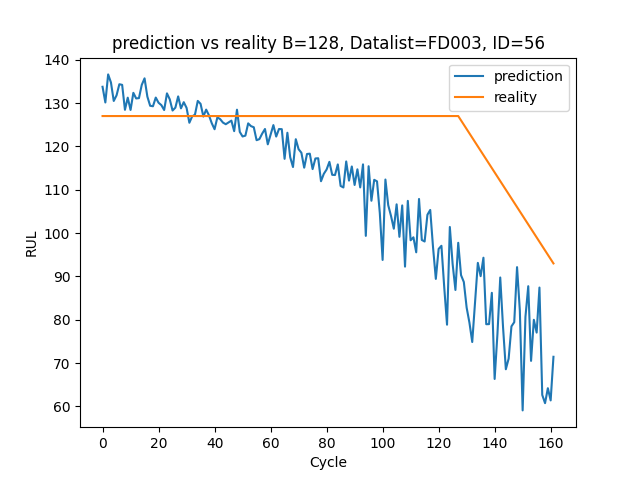 prediction vs reality B=128, Datalist=FD003, ID=56
prediction
reality
RUL
140
130
120
110
100
90
80
70
60
0 20 40 60 80 100 120 140 160
Cycle